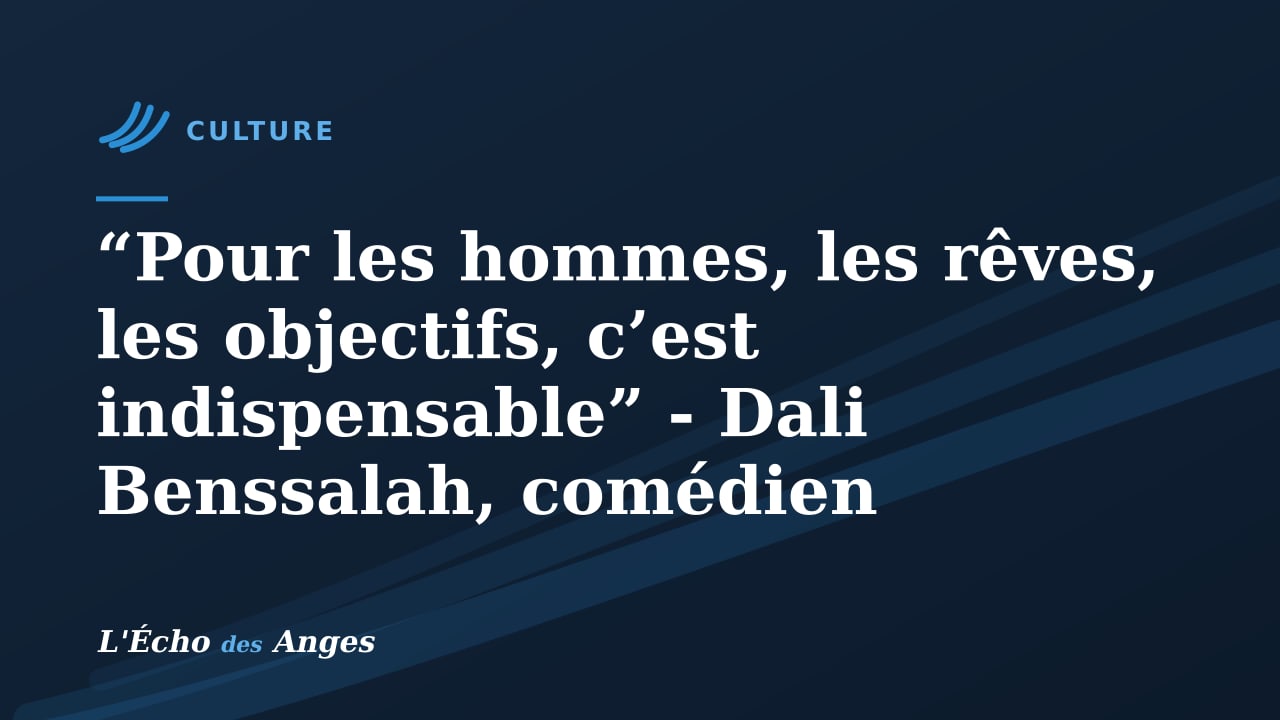 CULTURE
“Pour les hommes, les rêves,
les objectifs, c’est
indispensable” - Dali
Benssalah, comédien
L'Écho des Anges